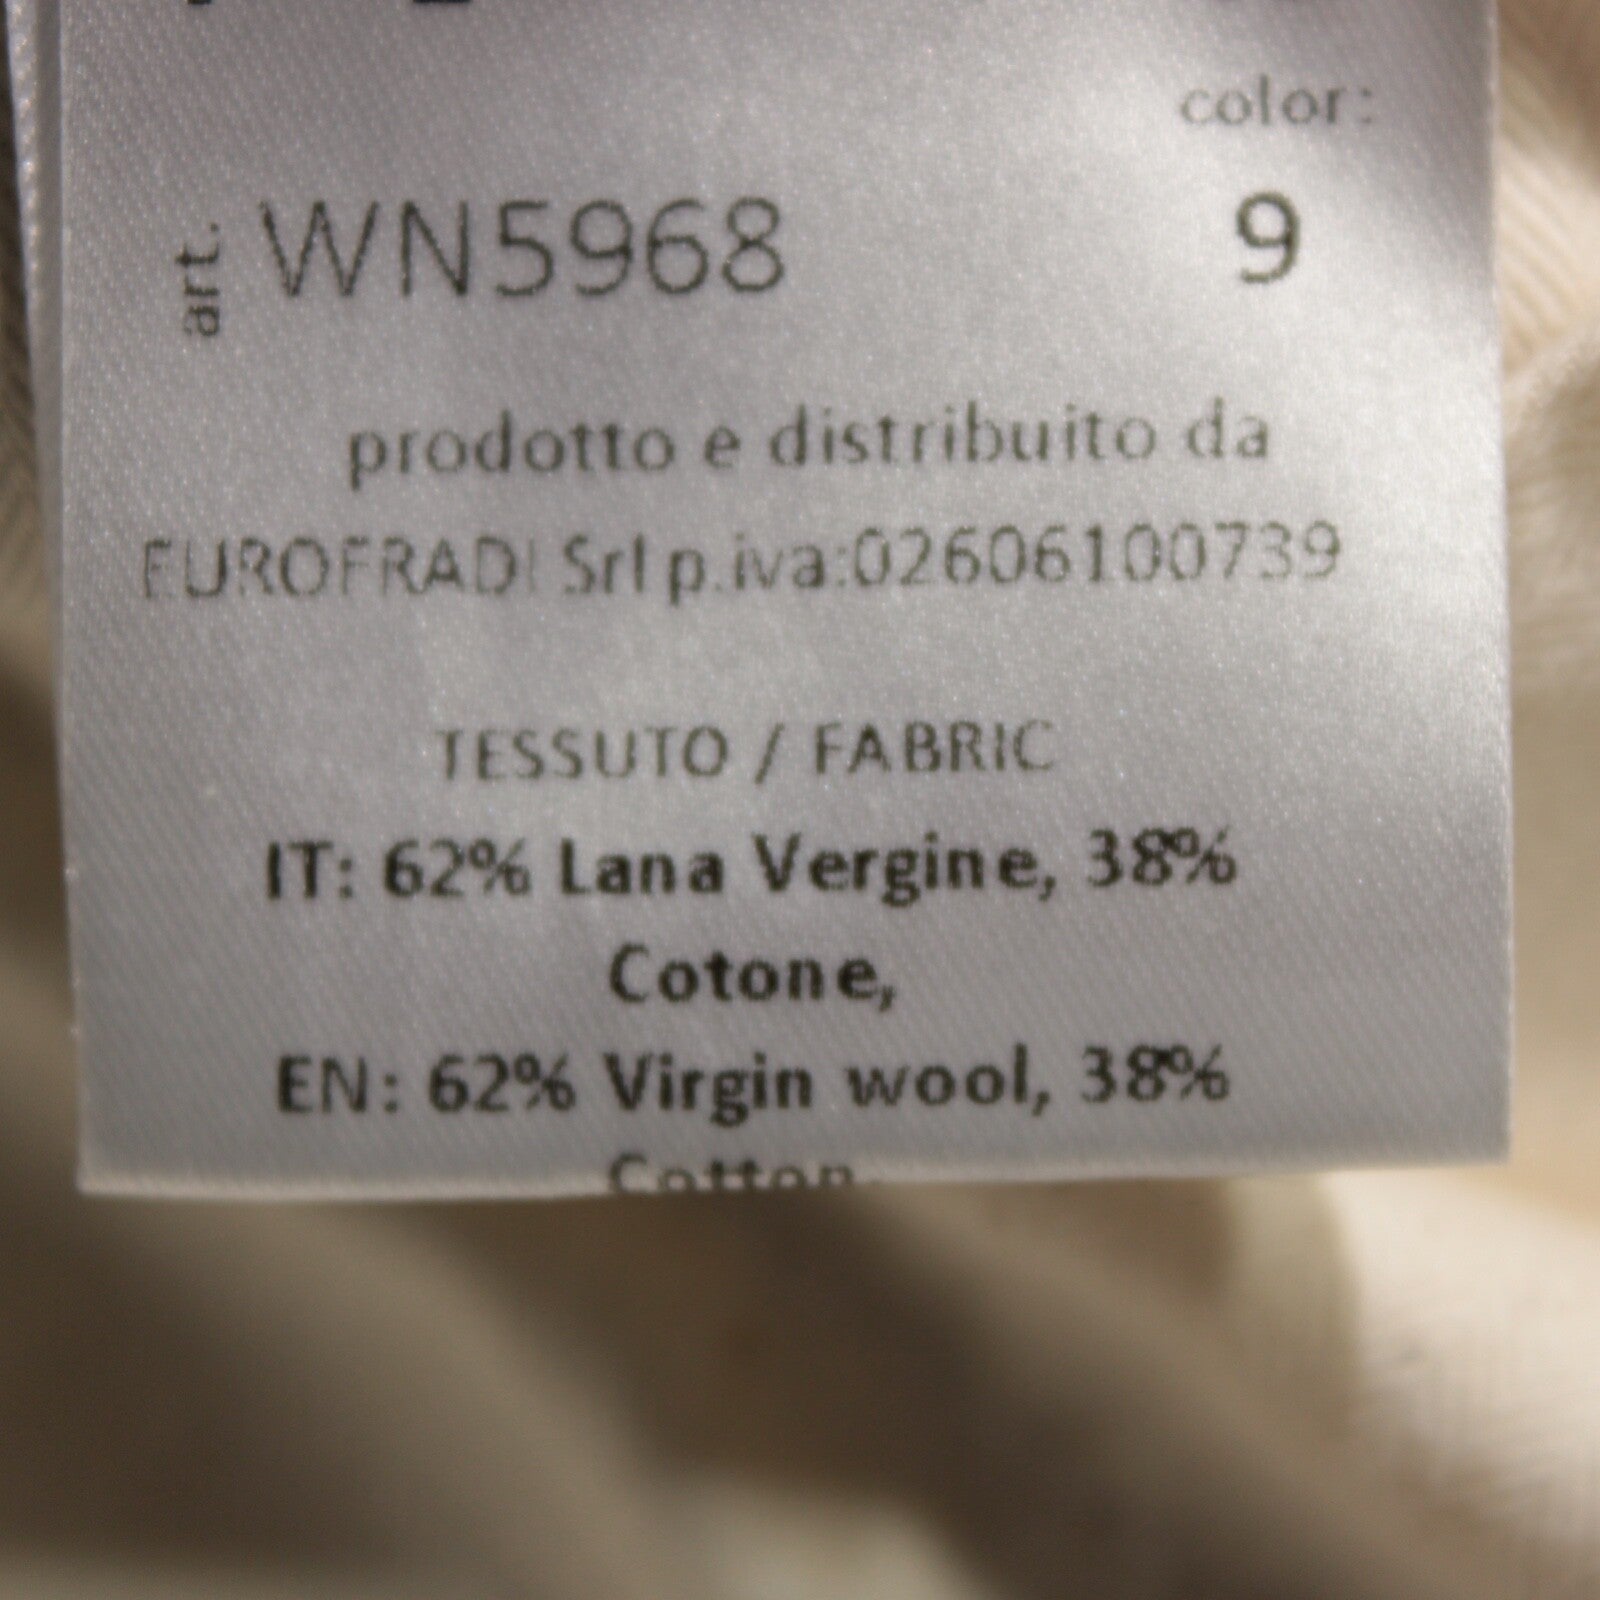 color:
art. WN5968 9
prodotto e distribuito da
EUROFRADI Srl p.iva:02606100739
TESSUTO / FABRIC
IT: 62% Lana Vergine, 38%
Cotone,
EN: 62% Virgin wool, 38%
Cotton